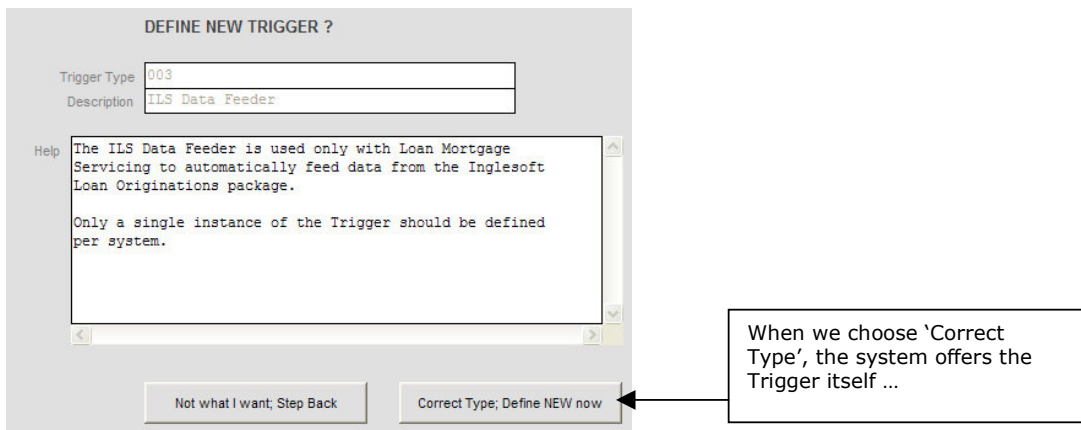 DEFINE NEW TRIGGER ?
Trigger Type 003
Description ILS Data Feeder
Help
The ILS Data Feeder is used only with Loan Mortgage
Servicing to automatically feed data from the Inglesoft
Loan Originations package.
Only a single instance of the Trigger should be defined
per system.
Not what I want; Step Back
Correct Type; Define NEW now
When we choose ‘Correct
Type’, the system offers the
Trigger itself …